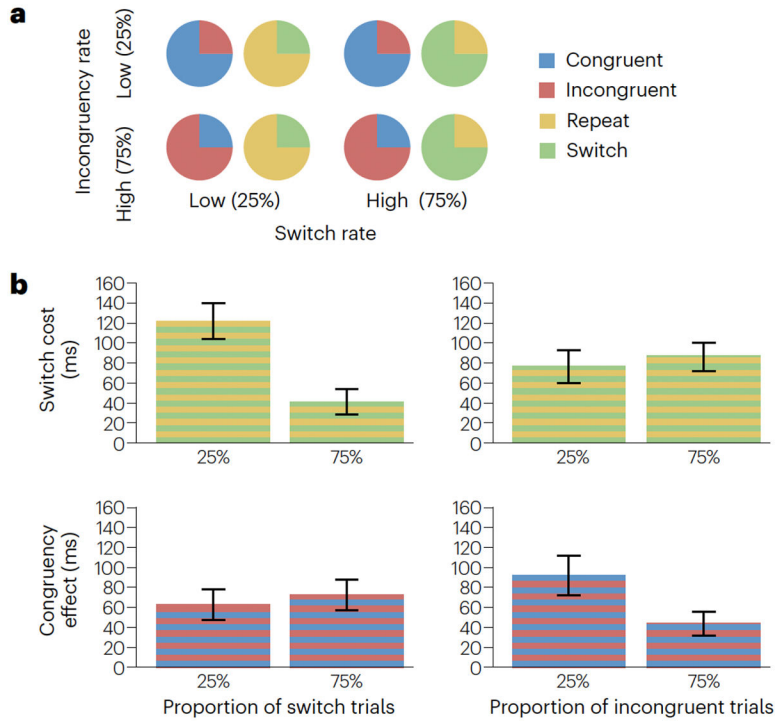 a
Incongruency rate
Low (25%)
High (75%)
Low (25%)
High (75%)
Switch rate
Congruent
Incongruent
Repeat
Switch
b
Switch cost
(ms)
160
140
120
100
80
60
40
20
0
25%
75%
160
140
120
100
80
60
40
20
0
25%
75%
Congruency
effect (ms)
160
140
120
100
80
60
40
20
0
25%
75%
Proportion of switch trials
160
140
120
100
80
60
40
20
0
25%
75%
Proportion of incongruent trials